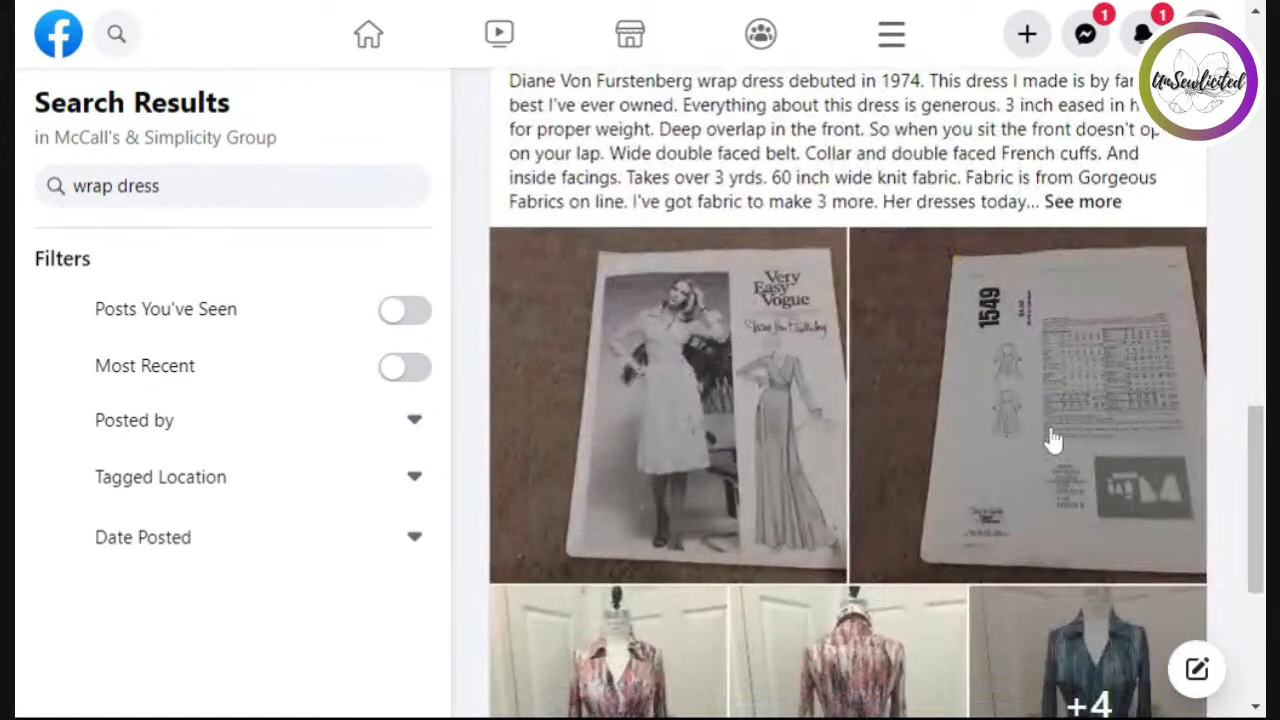 1
1
UnSewlicited
Search Results
in McCall's & Simplicity Group
wrap dress
Filters
Posts You've Seen
Most Recent
Posted by
Tagged Location
Date Posted
Diane Von Furstenberg wrap dress debuted in 1974. This dress I made is by far
best I've ever owned. Everything about this dress is generous. 3 inch eased in h
for proper weight. Deep overlap in the front. So when you sit the front doesn't op
on your lap. Wide double faced belt. Collar and double faced French cuffs. And
inside facings. Takes over 3 yrds. 60 inch wide knit fabric. Fabric is from Gorgeous
Fabrics on line. I've got fabric to make 3 more. Her dresses today... See more
Very
Easy
Vogue
1549
+4